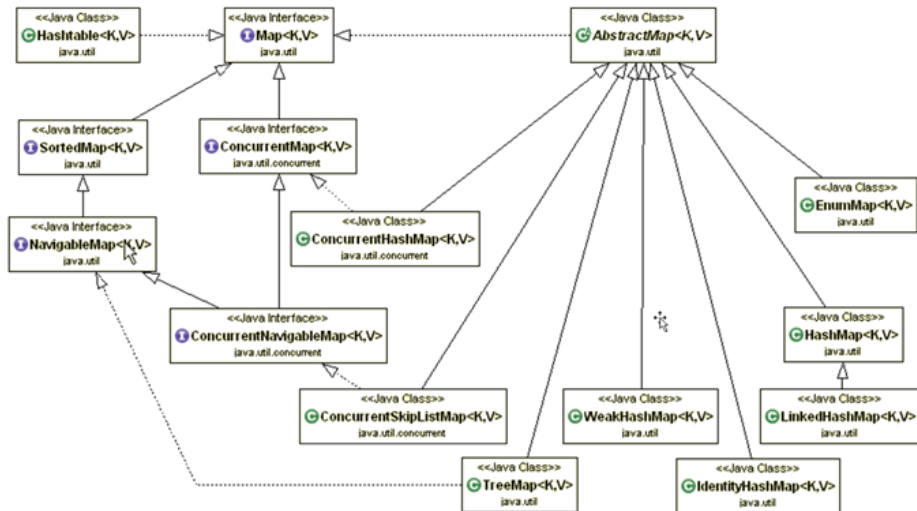 <<Java Class>>
Hashtable<K,V>
java.util
<<Java Interface>>
Map<K,V>
java.util
<<Java Class>>
AbstractMap<K,V>
java.util
<<Java Interface>>
SortedMap<K,V>
java.util
<<Java Interface>>
ConcurrentMap<K,V>
java.util.concurrent
<<Java Class>>
EnumMap<K,V>
java.util
<<Java Interface>>
NavigableMap<K,V>
java.util
<<Java Class>>
ConcurrentHashMap<K,V>
java.util.concurrent
<<Java Interface>>
ConcurrentNavigableMap<K,V>
java.util.concurrent
<<Java Class>>
HashMap<K,V>
java.util
<<Java Class>>
ConcurrentSkipListMap<K,V>
java.util.concurrent
<<Java Class>>
WeakHashMap<K,V>
java.util
<<Java Class>>
LinkedHashMap<K,V>
java.util
<<Java Class>>
TreeMap<K,V>
java.util
<<Java Class>>
IdentityHashMap<K,V>
java.util